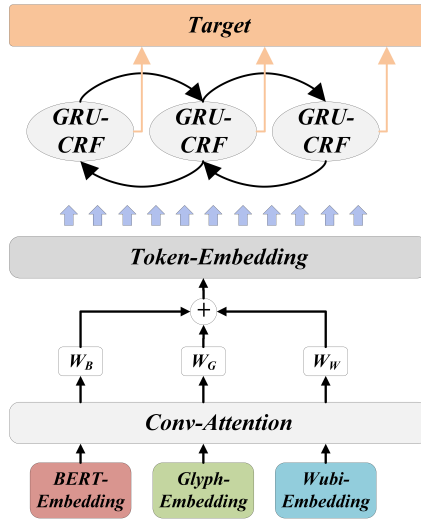 Target
GRU-
CRF
GRU-
CRF
GRU-
CRF
Token-Embedding
+
W_B
W_G
W_W
Conv-Attention
BERT-
Embedding
Glyph-
Embedding
Wubi-
Embedding